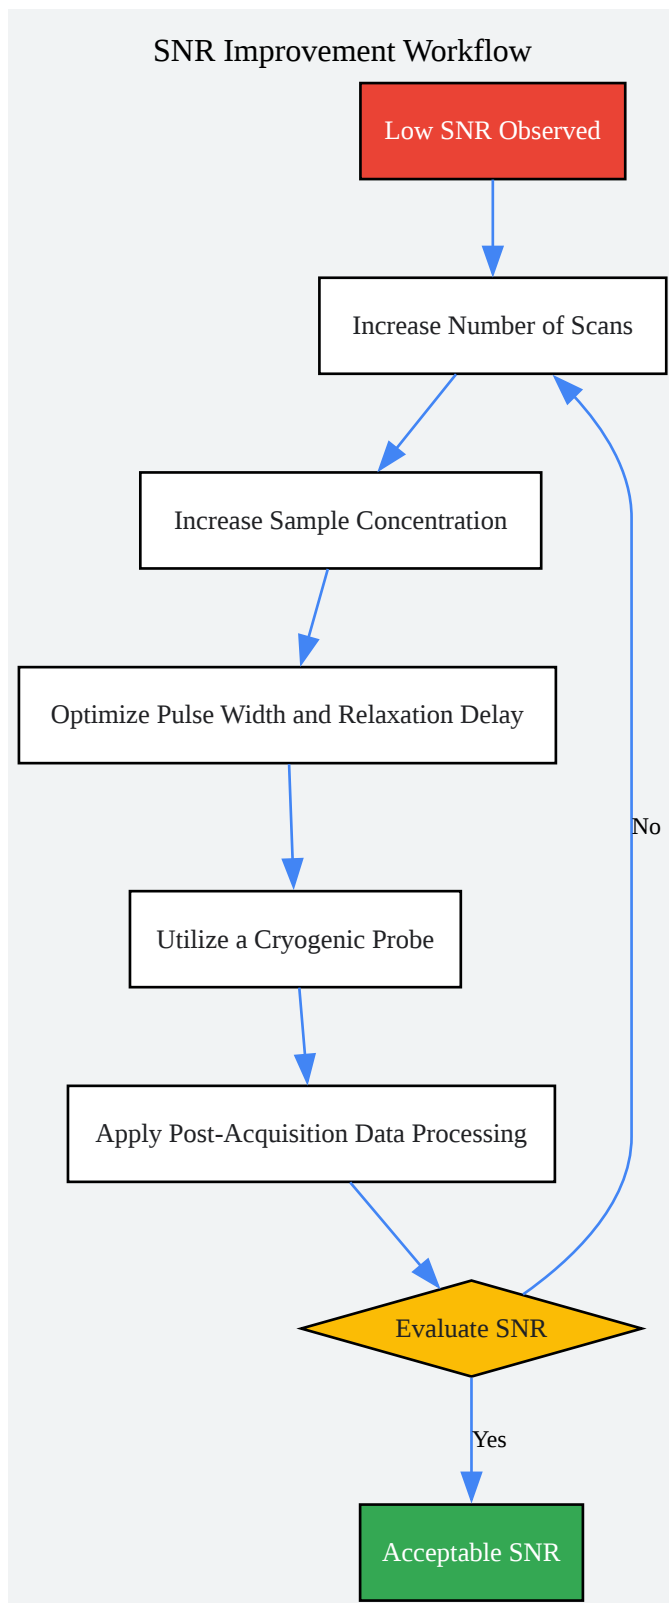 SNR Improvement Workflow
Low SNR Observed
Increase Number of Scans
Increase Sample Concentration
Optimize Pulse Width and Relaxation Delay
No
Utilize a Cryogenic Probe
Apply Post-Acquisition Data Processing
Evaluate SNR
Yes
Acceptable SNR